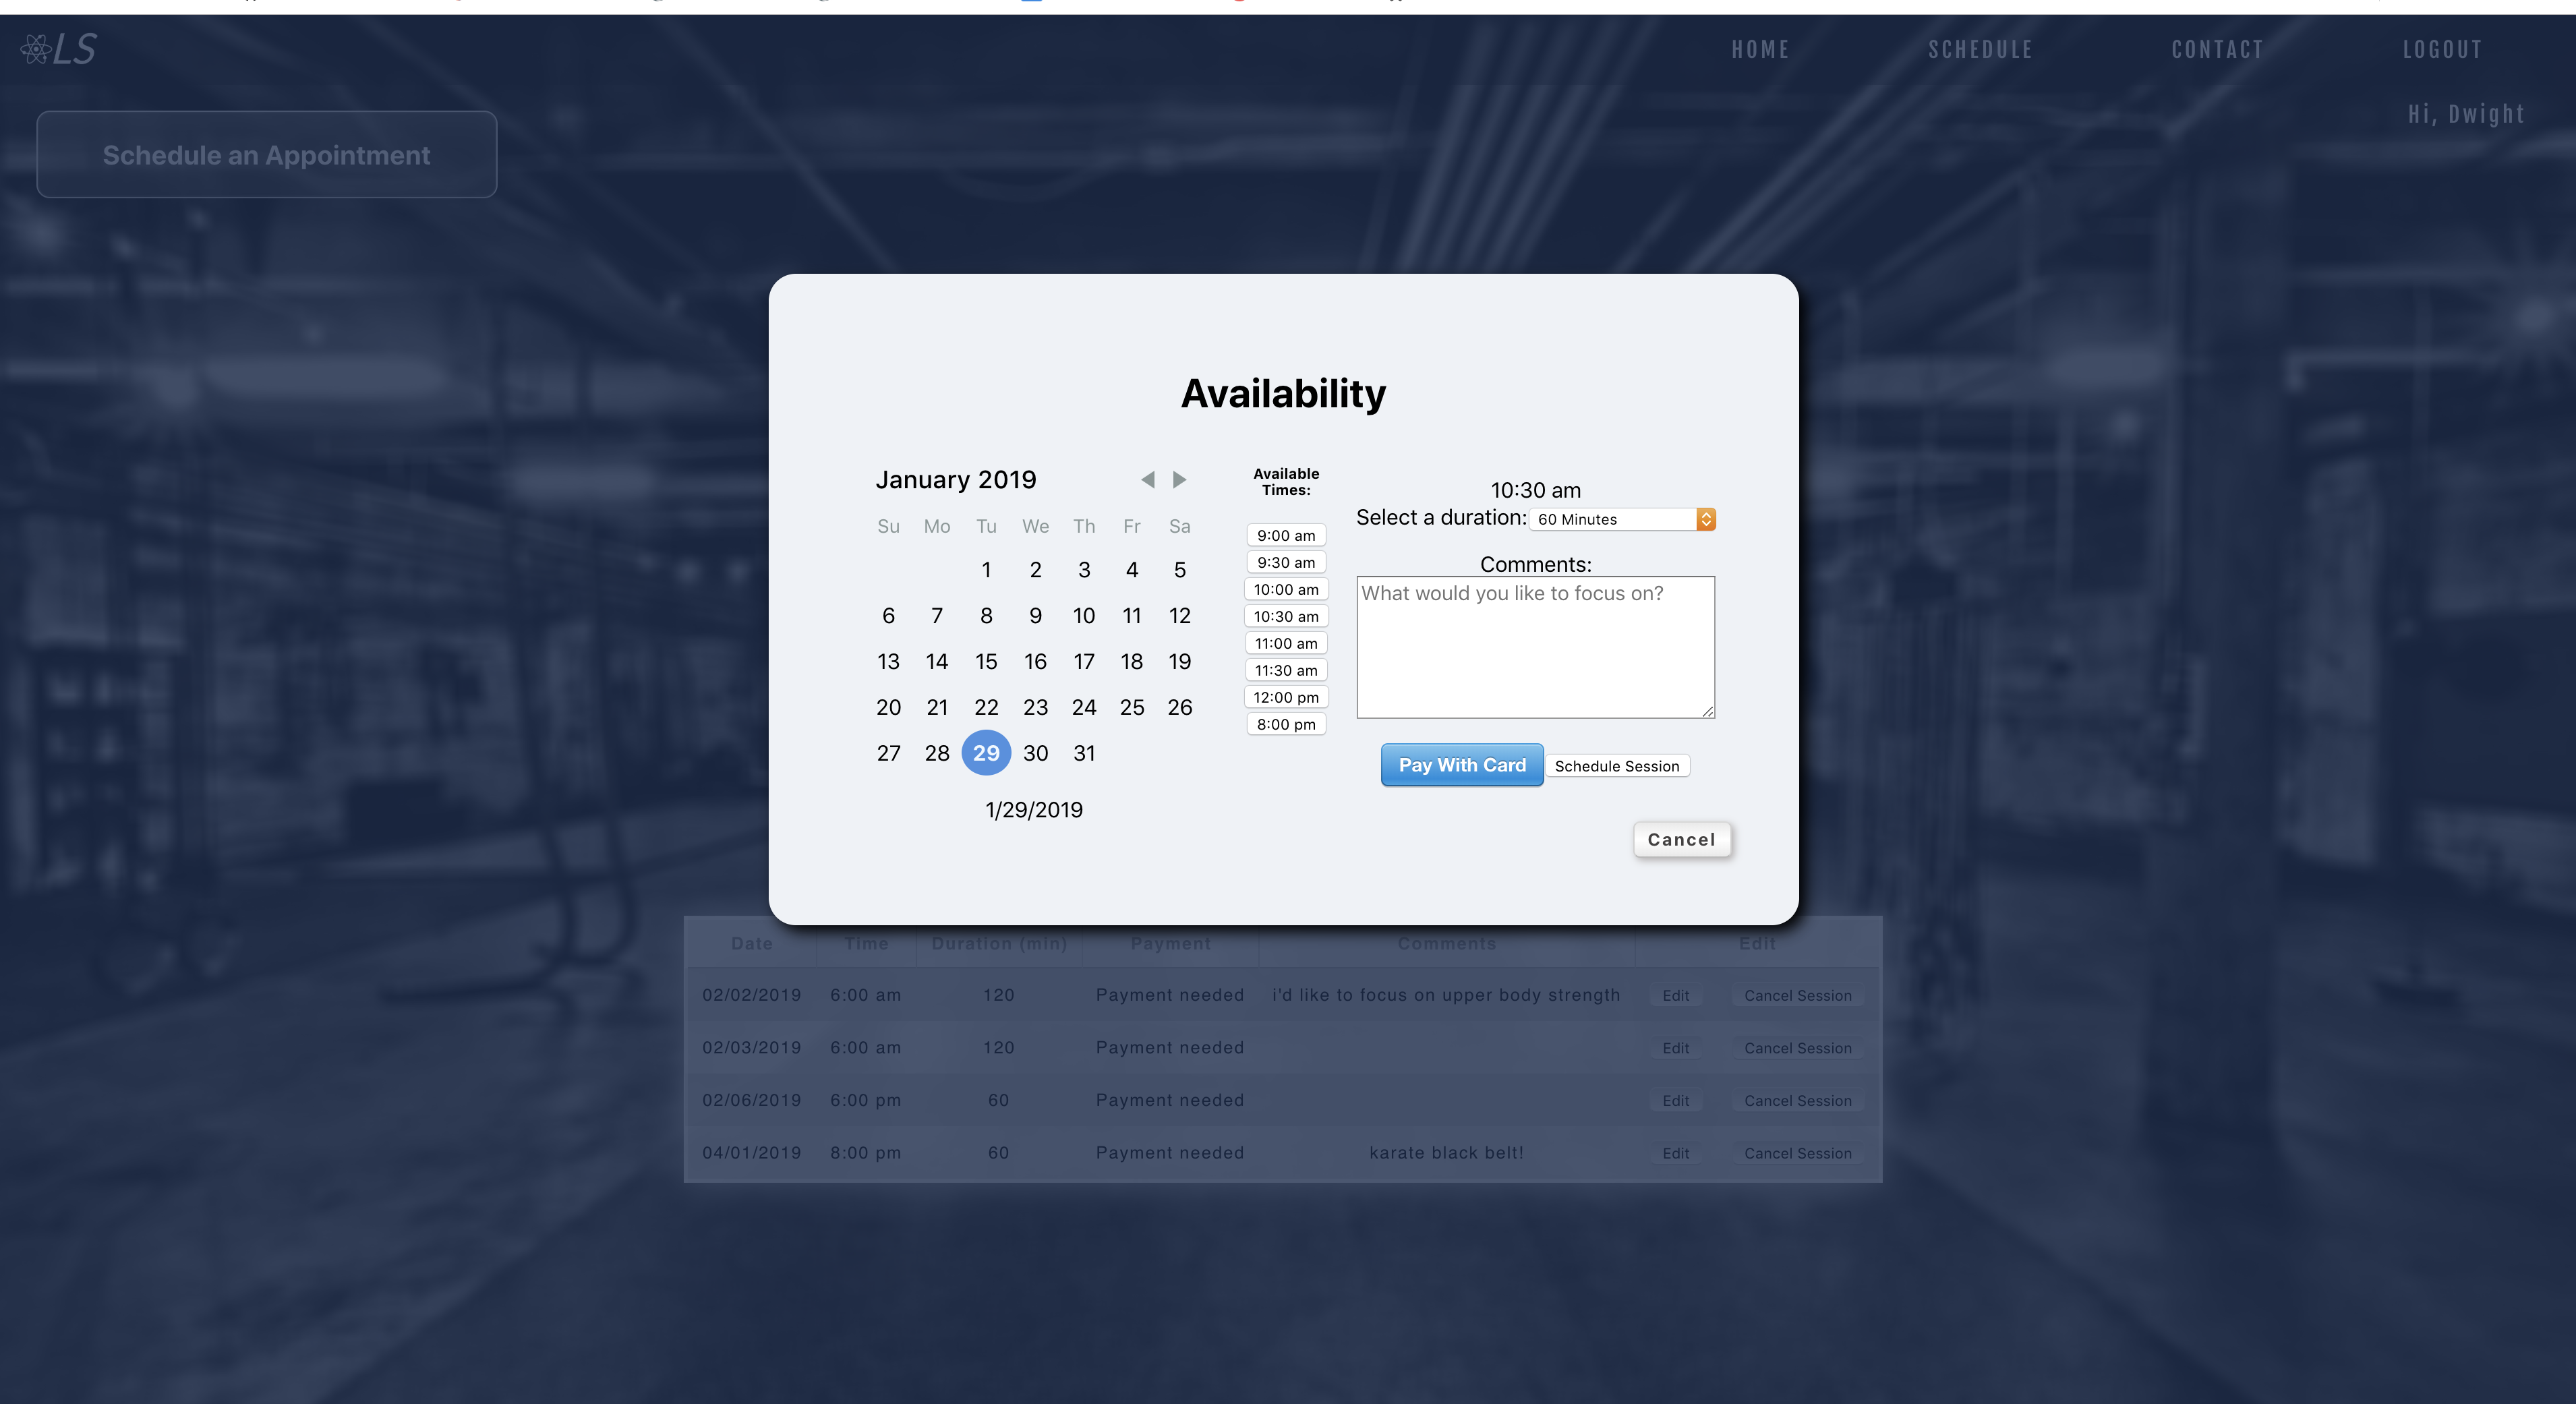 LS
HOME SCHEDULE CONTACT LOGOUT
Hi, Dwight
Schedule an Appointment
Availability
January 2019
Su Mo Tu We Th Fr Sa
1 2 3 4 5
6 7 8 9 10 11 12
13 14 15 16 17 18 19
20 21 22 23 24 25 26
27 28 29 30 31
1/29/2019
Available
Times:
9:00 am
9:30 am
10:00 am
10:30 am
11:00 am
11:30 am
12:00 pm
8:00 pm
10:30 am
Select a duration: 60 Minutes
Comments:
What would you like to focus on?
Pay With Card Schedule Session
Cancel
Date Time Duration (min) Payment Comments Edit
02/02/2019 6:00 am 120 Payment needed i'd like to focus on upper body strength Edit Cancel Session
02/03/2019 6:00 am 120 Payment needed Edit Cancel Session
02/06/2019 6:00 pm 60 Payment needed Edit Cancel Session
04/01/2019 8:00 pm 60 Payment needed karate black belt! Edit Cancel Session